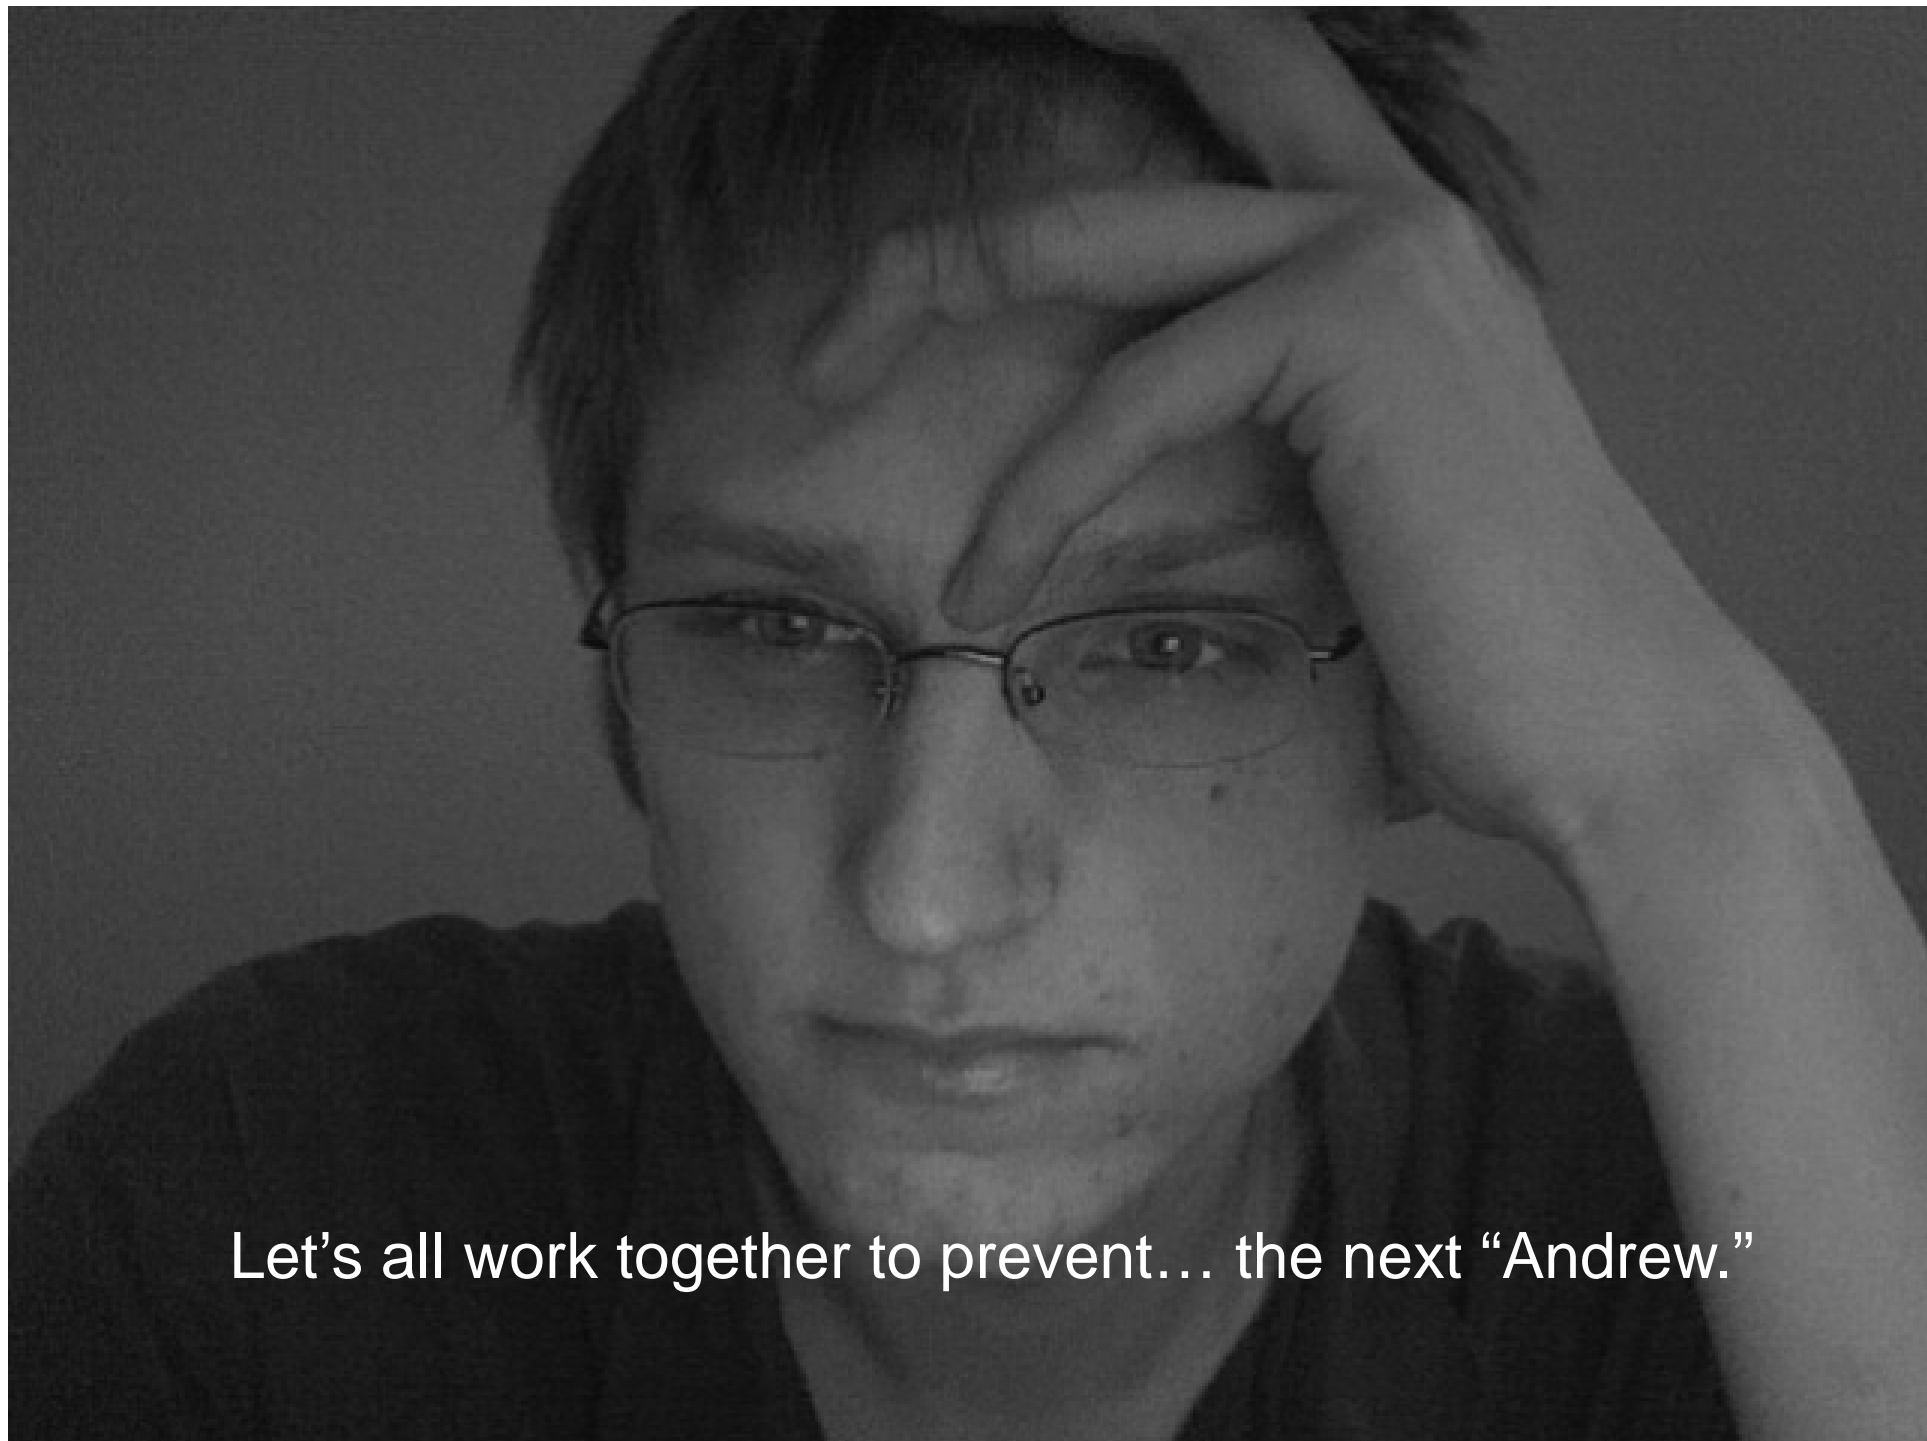 Let’s all work together to prevent… the next “Andrew.”